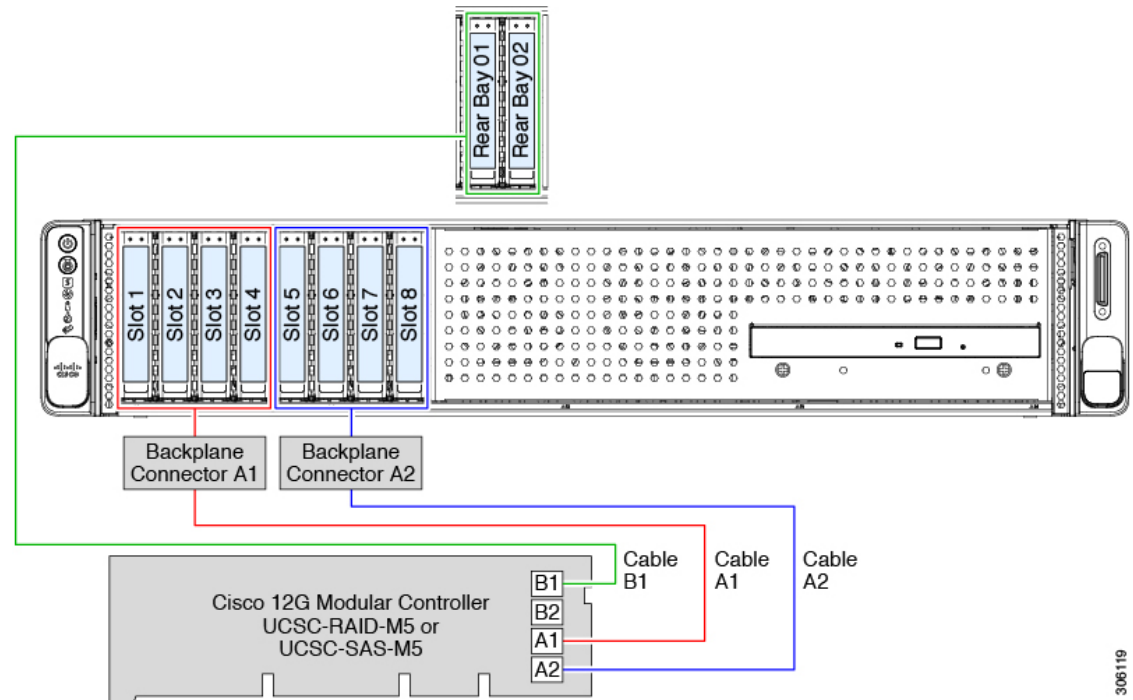 Rear Bay 01
Rear Bay 02
Slot 1
Slot 2
Slot 3
Slot 4
Slot 5
Slot 6
Slot 7
Slot 8
CISCO
Backplane
Connector A1
Backplane
Connector A2
Cable
B1
Cable
A1
Cable
A2
Cisco 12G Modular Controller
UCSC-RAID-M5 or
UCSC-SAS-M5
B1
B2
A1
A2
306119